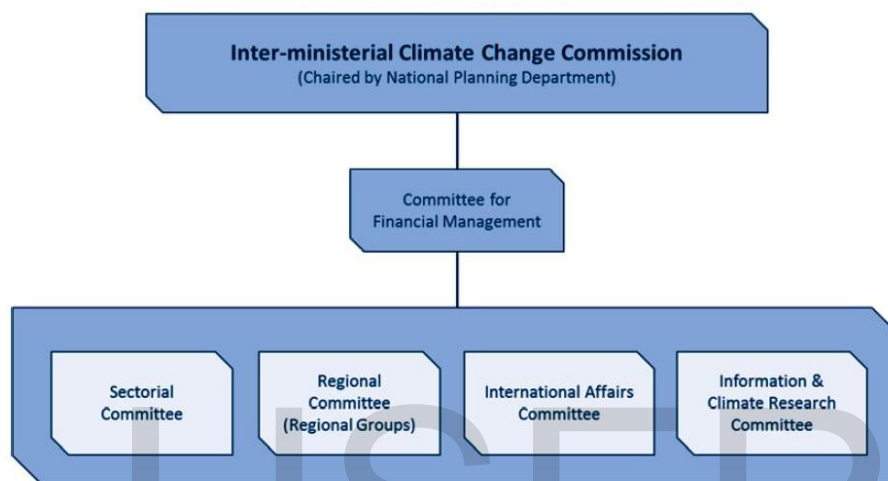 Inter-ministerial Climate Change Commission
(Chaired by National Planning Department)
Committee for
Financial Management
Sectorial
Committee
Regional
Committee
(Regional Groups)
International Affairs
Committee
Information &
Climate Research
Committee